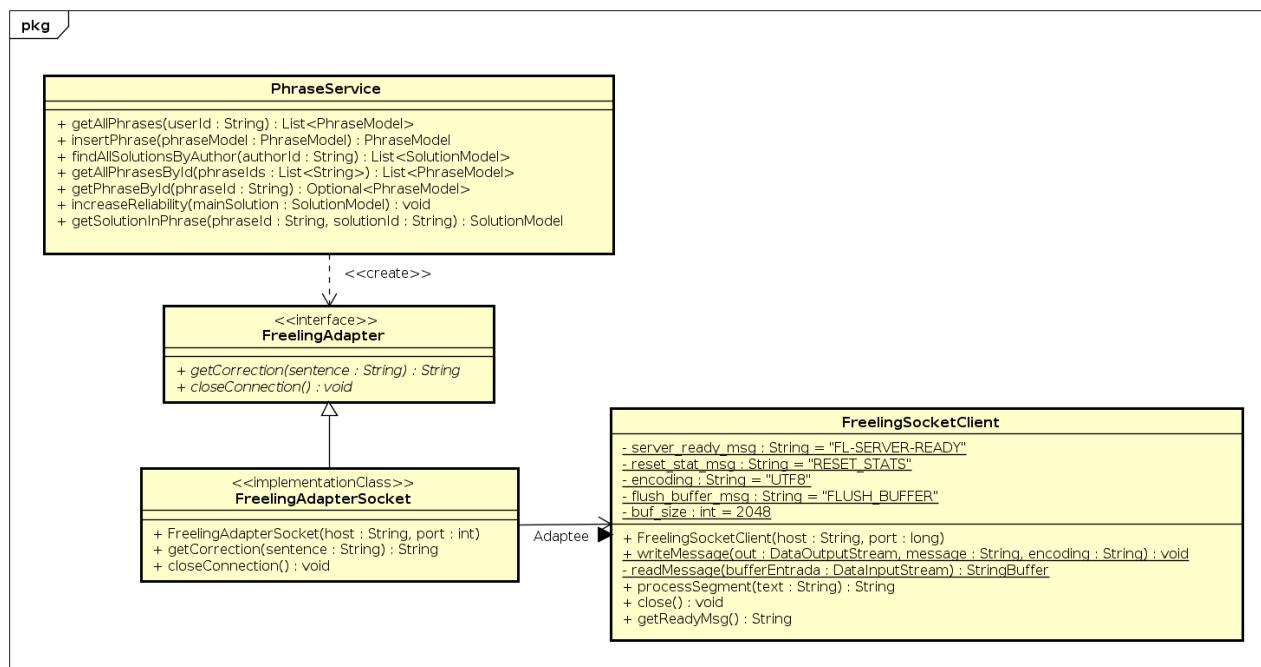 pkg
PhraseService
+ getAllPhrases(userId : String) : List<PhraseModel>
+ insertPhrase(phraseModel : PhraseModel) : PhraseModel
+ findAllSolutionsByAuthor(authorId : String) : List<SolutionModel>
+ getAllPhrasesById(phraseIds : List<String>) : List<PhraseModel>
+ getPhraseById(phraseId : String) : Optional<PhraseModel>
+ increaseReliability(mainSolution : SolutionModel) : void
+ getSolutionInPhrase(phraseId : String, solutionId : String) : SolutionModel
<<create>>
<<interface>>
FreelingAdapter
+ getCorrection(sentence : String) : String
+ closeConnection() : void
<<implementationClass>>
FreelingAdapterSocket
+ FreelingAdapterSocket(host : String, port : int)
+ getCorrection(sentence : String) : String
+ closeConnection() : void
Adaptee
FreelingSocketClient
- server_ready_msg : String = "FL-SERVER-READY"
- reset_stat_msg : String = "RESET_STATS"
- encoding : String = "UTF8"
- flush_buffer_msg : String = "FLUSH_BUFFER"
- buf_size : int = 2048
+ FreelingSocketClient(host : String, port : long)
+ writeMessage(out : DataOutputStream, message : String, encoding : String) : void
- readMessage(bufferEntrada : DataInputStream) : StringBuffer
+ processSegment(text : String) : String
+ close() : void
+ getReadyMsg() : String